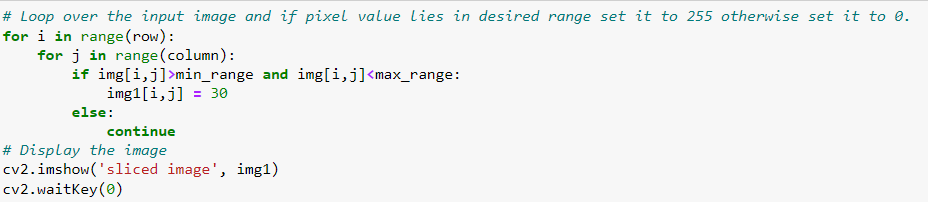 # Loop over the input image and if pixel value lies in desired range set it to 255 otherwise set it to 0.
for i in range(row):
    for j in range(column):
        if img[i,j]>min_range and img[i,j]<max_range:
            img1[i,j] = 30
        else:
            continue
# Display the image
cv2.imshow('sliced image', img1)
cv2.waitKey(0)